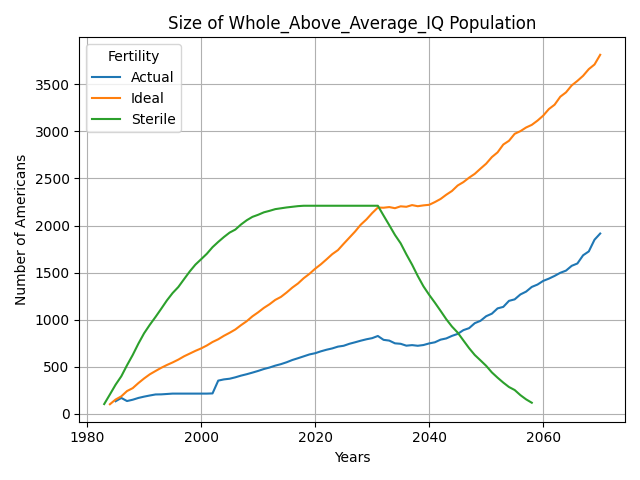 Size of Whole_Above_Average_IQ Population
Fertility
Actual
Ideal
Sterile
Number of Americans
3500
3000
2500
2000
1500
1000
500
0
1980
2000
2020
2040
2060
Years